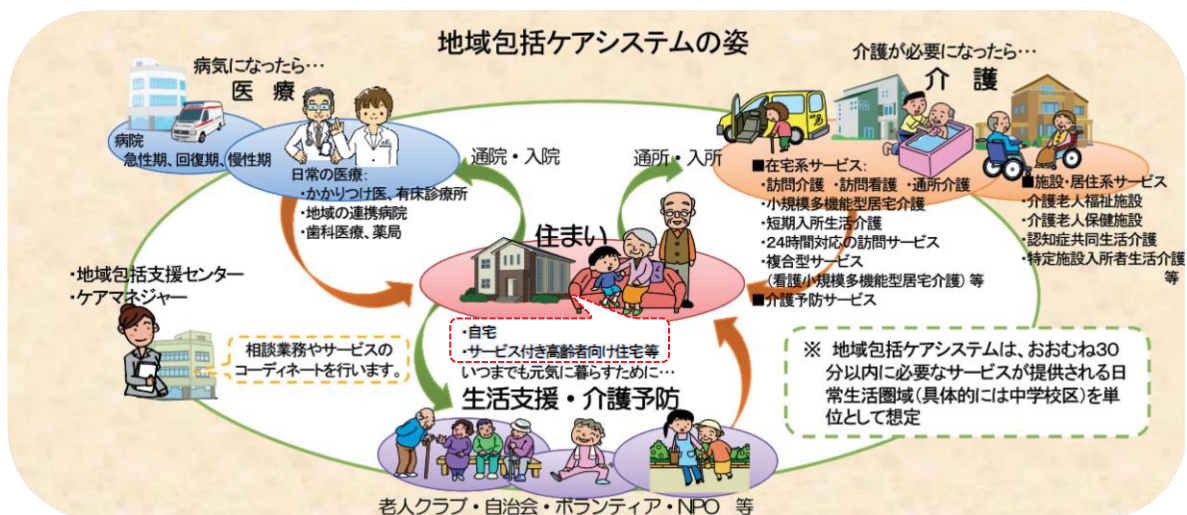 地域包括ケアシステムの姿
病気になったら…
医 療
病院
急性期、回復期、慢性期
日常の医療:
・かかりつけ医、有床診療所
・地域の連携病院
・歯科医療、薬局
通院・入院
通所・入所
介護が必要になったら…
介 護
■在宅系サービス:
・訪問介護 ・訪問看護 ・通所介護
・小規模多機能型居宅介護
・短期入所生活介護
・24時間対応の訪問サービス
・複合型サービス
(看護小規模多機能型居宅介護)等
■介護予防サービス
■施設・居住系サービス
・介護老人福祉施設
・介護老人保健施設
・認知症共同生活介護
・特定施設入所者生活介護
等
住まい
・自宅
・サービス付き高齢者向け住宅等
・地域包括支援センター
・ケアマネジャー
相談業務やサービスの
コーディネートを行います。
いつまでも元気に暮らすために…
生活支援・介護予防
老人クラブ・自治会・ボランティア・NPO 等
※ 地域包括ケアシステムは、おおむね30
分以内に必要なサービスが提供される日
常生活圏域(具体的には中学校区)を単
位として想定